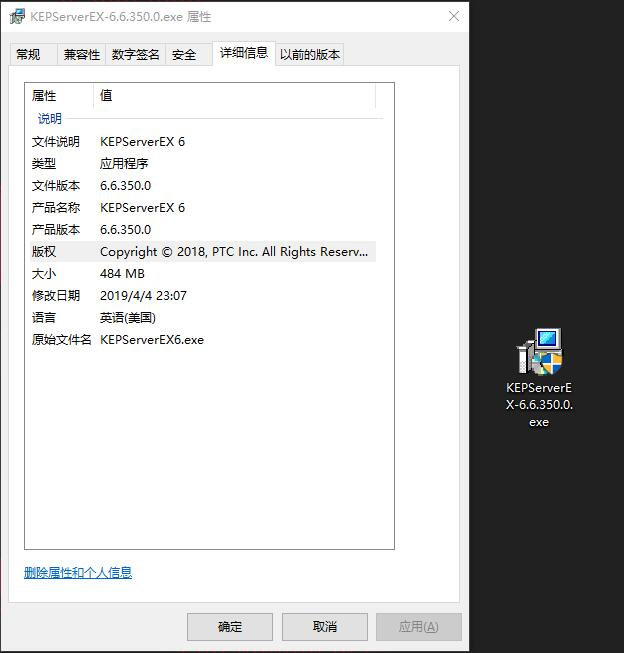 KEPServerEX-6.6.350.0.exe 属性
常规 兼容性 数字签名 安全 详细信息 以前的版本
属性 值
说明
文件说明 KEPServerEX 6
类型 应用程序
文件版本 6.6.350.0
产品名称 KEPServerEX 6
产品版本 6.6.350.0
版权 Copyright © 2018, PTC Inc. All Rights Reserv...
大小 484 MB
修改日期 2019/4/4 23:07
语言 英语(美国)
原始文件名 KEPServerEX6.exe
删除属性和个人信息
确定 取消 应用(A)
KEPServerE
X-6.6.350.0.
exe